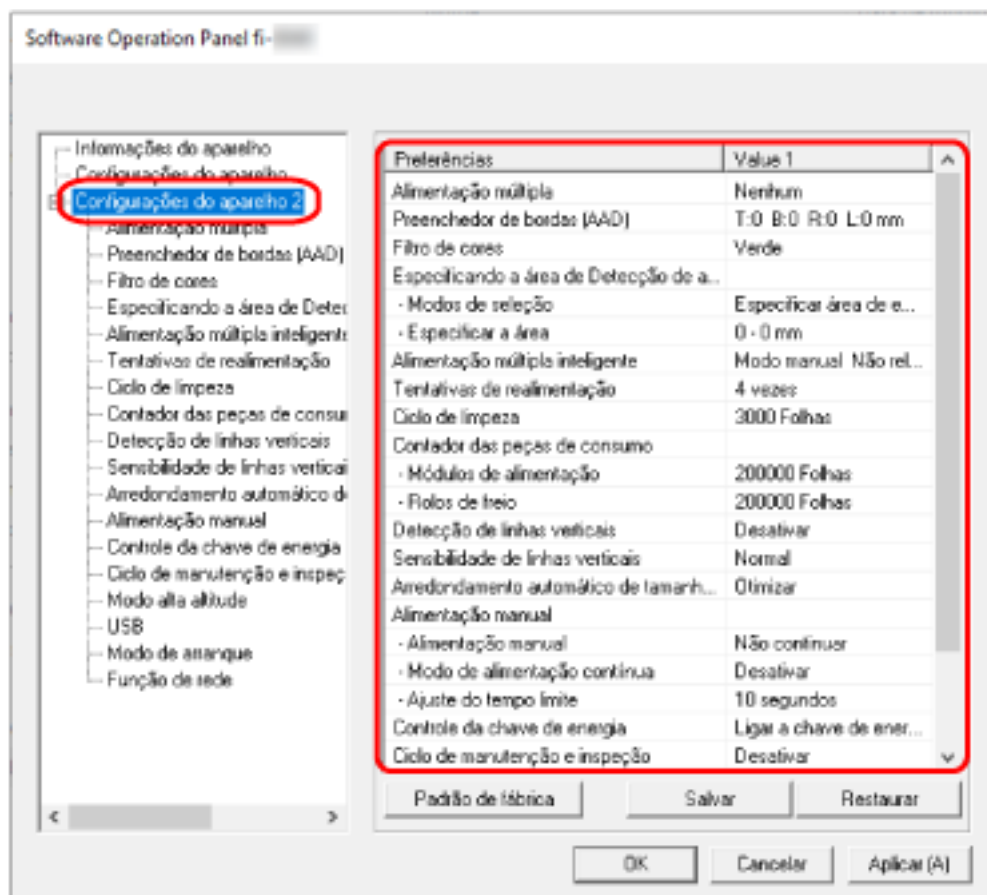 Software Operation Panel fi-
Informações do aparelho
Configurações do aparelho
Configurações do aparelho 2
Alimentação múltipla
Preenchedor de bordas (AAD)
Filtro de cores
Especificando a área de Detec
Alimentação múltipla inteligente
Tentativas de realimentação
Ciclo de limpeza
Contador das peças de consu
Detecção de linhas verticais
Sensibilidade de linhas verticai
Arredondamento automático d
Alimentação manual
Controle da chave de energia
Ciclo de manutenção e inspeç
Modo alta altitude
USB
Modo de arranque
Função de rede
Preferências Value 1
Alimentação múltipla Nenhum
Preenchedor de bordas (AAD) T:0 B:0 R:0 L:0 mm
Filtro de cores Verde
Especificando a área de Detecção de a...
- Modos de seleção Especificar área de e...
- Especificar a área 0 - 0 mm
Alimentação múltipla inteligente Modo manual Não rel...
Tentativas de realimentação 4 vezes
Ciclo de limpeza 3000 Folhas
Contador das peças de consumo
- Módulos de alimentação 200000 Folhas
- Rolos de freio 200000 Folhas
Detecção de linhas verticais Desativar
Sensibilidade de linhas verticais Normal
Arredondamento automático de tamanh... Otimizar
Alimentação manual
- Alimentação manual Não continuar
- Modo de alimentação contínua Desativar
- Ajuste do tempo limite 10 segundos
Controle da chave de energia Ligar a chave de ener...
Ciclo de manutenção e inspeção Desativar
Padrão de fábrica Salvar Restaurar
OK Cancelar Aplicar (A)